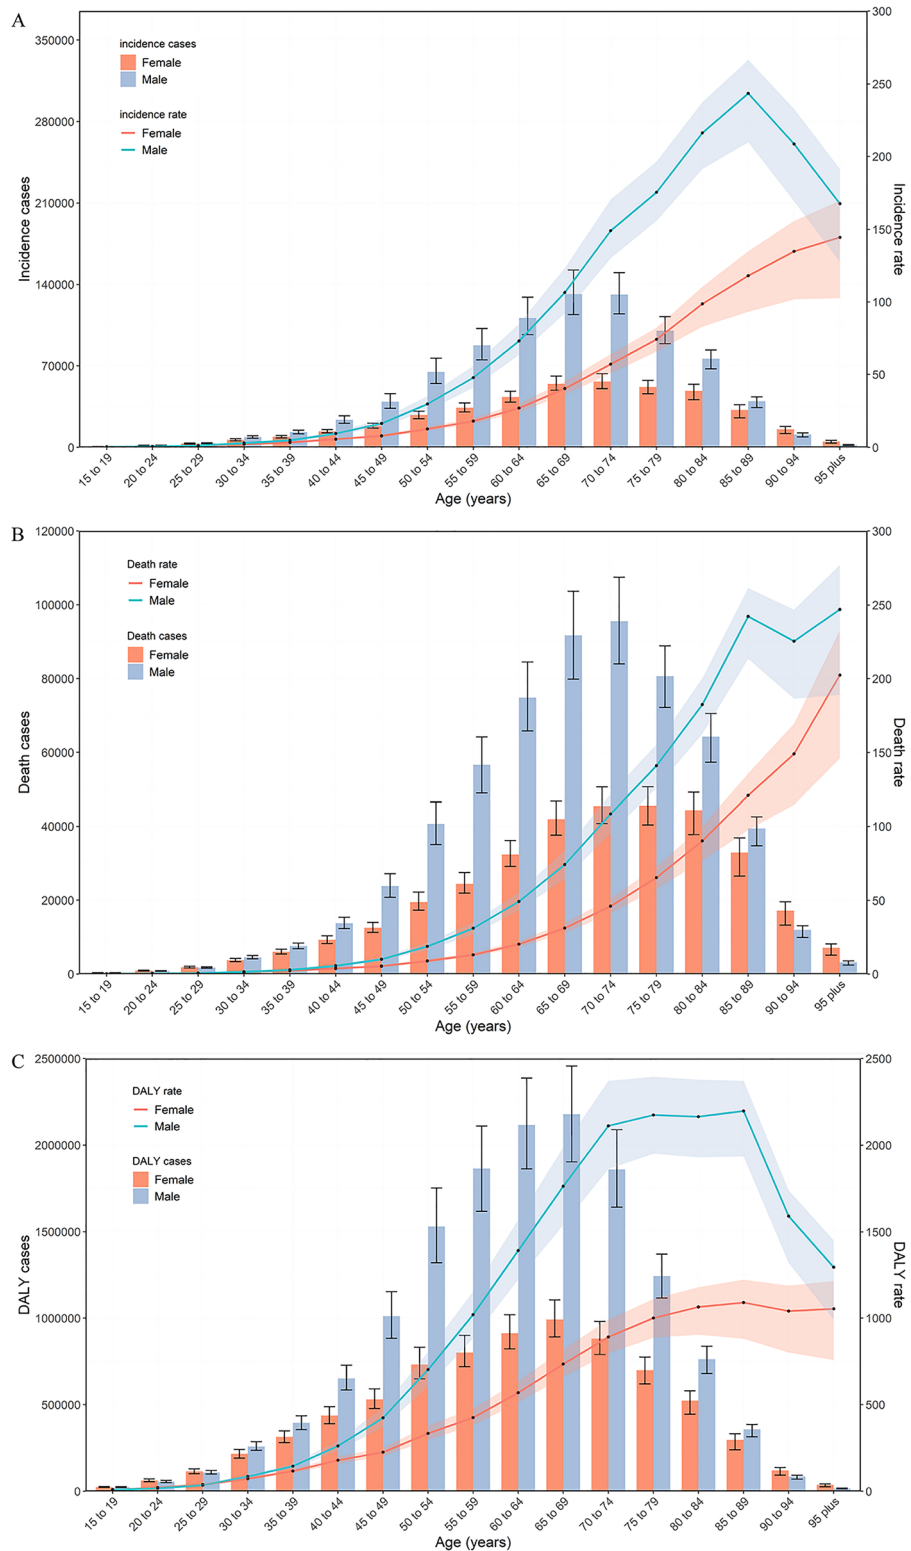 A
incidence cases
Female
Male
incidence rate
Female
Male
350000
280000
210000
140000
70000
0
Incidence cases
300
250
200
150
100
50
0
Incidence rate
15 to 19
20 to 24
25 to 29
30 to 34
35 to 39
40 to 44
45 to 49
50 to 54
55 to 59
60 to 64
65 to 69
70 to 74
75 to 79
80 to 84
85 to 89
90 to 94
95 plus
Age (years)
B
Death rate
Female
Male
Death cases
Female
Male
120000
100000
80000
60000
40000
20000
0
Death cases
300
250
200
150
100
50
0
Death rate
15 to 19
20 to 24
25 to 29
30 to 34
35 to 39
40 to 44
45 to 49
50 to 54
55 to 59
60 to 64
65 to 69
70 to 74
75 to 79
80 to 84
85 to 89
90 to 94
95 plus
Age (years)
C
DALY rate
Female
Male
DALY cases
Female
Male
2500000
2000000
1500000
1000000
500000
0
DALY cases
2500
2000
1500
1000
500
0
DALY rate
15 to 19
20 to 24
25 to 29
30 to 34
35 to 39
40 to 44
45 to 49
50 to 54
55 to 59
60 to 64
65 to 69
70 to 74
75 to 79
80 to 84
85 to 89
90 to 94
95 plus
Age (years)